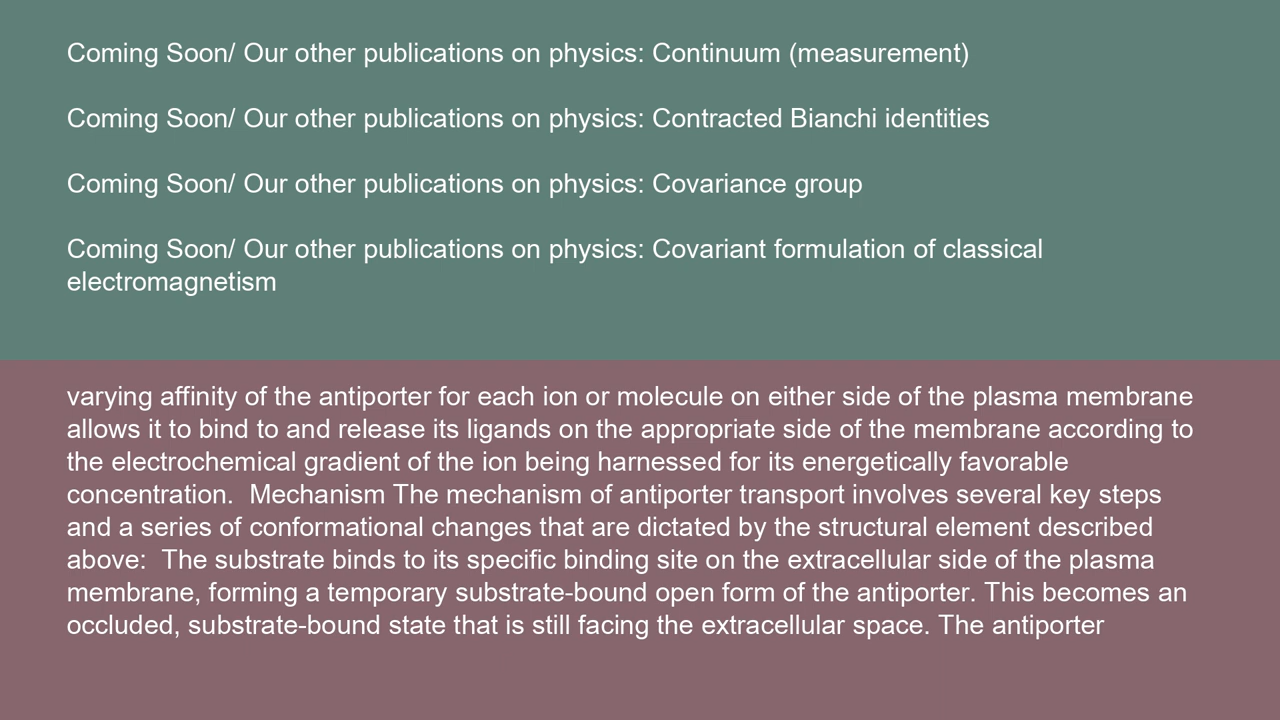 Coming Soon/ Our other publications on physics: Continuum (measurement)
Coming Soon/ Our other publications on physics: Contracted Bianchi identities
Coming Soon/ Our other publications on physics: Covariance group
Coming Soon/ Our other publications on physics: Covariant formulation of classical
electromagnetism
varying affinity of the antiporter for each ion or molecule on either side of the plasma membrane
allows it to bind to and release its ligands on the appropriate side of the membrane according to
the electrochemical gradient of the ion being harnessed for its energetically favorable
concentration.  Mechanism The mechanism of antiporter transport involves several key steps
and a series of conformational changes that are dictated by the structural element described
above:  The substrate binds to its specific binding site on the extracellular side of the plasma
membrane, forming a temporary substrate-bound open form of the antiporter. This becomes an
occluded, substrate-bound state that is still facing the extracellular space. The antiporter